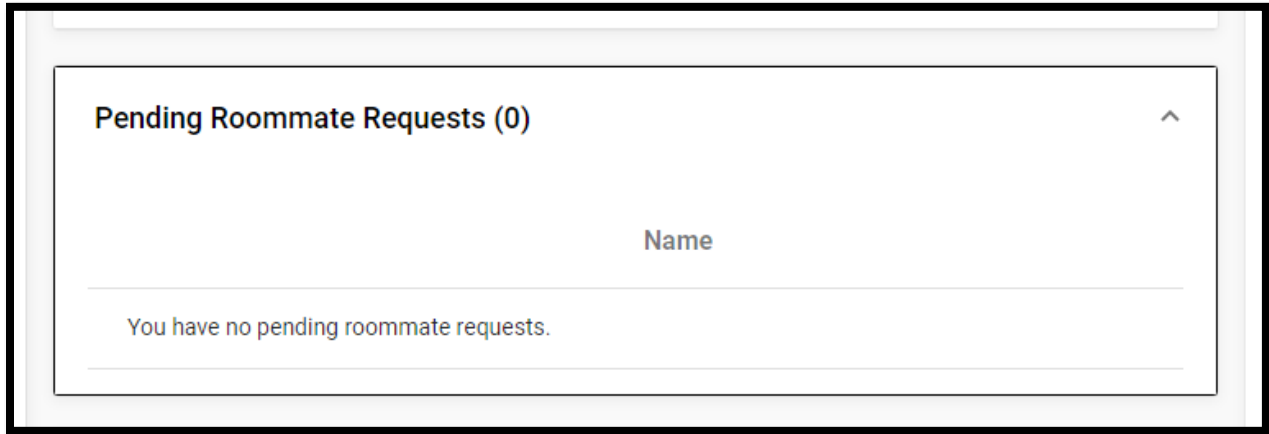 Pending Roommate Requests (0)
Name
You have no pending roommate requests.